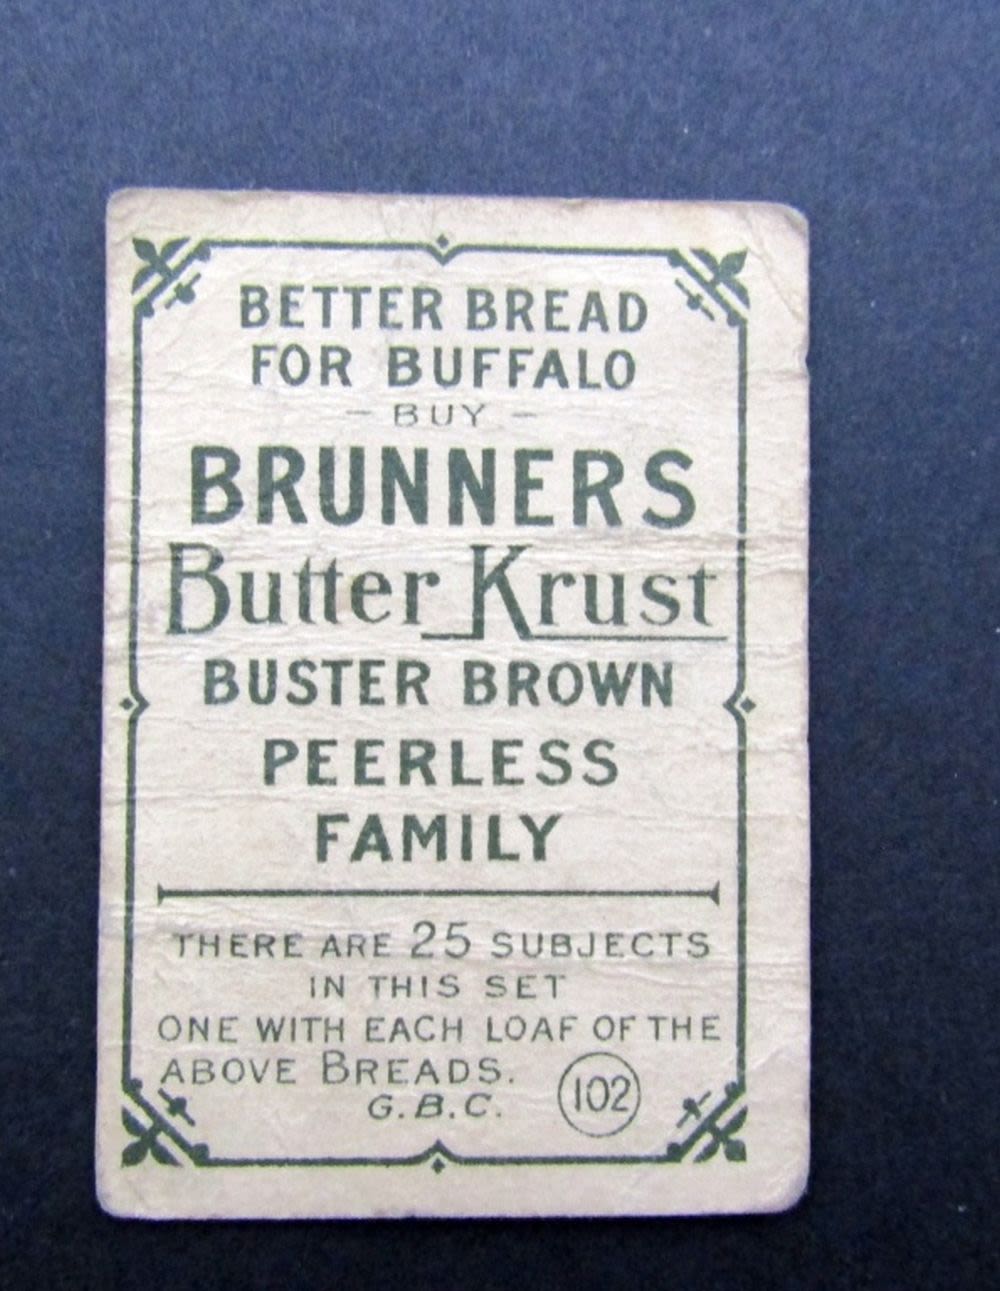 BETTER BREAD
FOR BUFFALO
- BUY -
BRUNNERS
Butter Krust
BUSTER BROWN
PEERLESS
FAMILY
THERE ARE 25 SUBJECTS
IN THIS SET
ONE WITH EACH LOAF OF THE
ABOVE BREADS.
G.B.C.
102